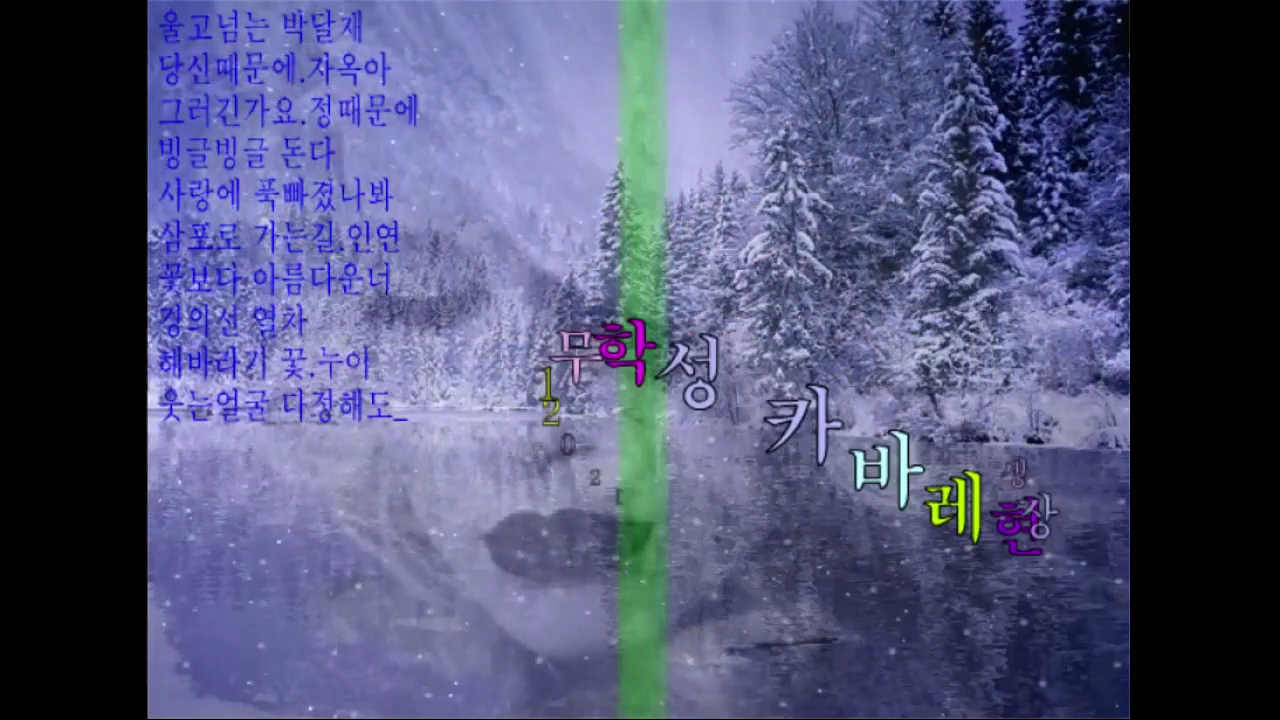 울고넘는 박달재
당신때문에.자옥아
그러긴가요.정때문에
빙글빙글 돈다
사랑에 푹빠졌나봐
삼포로 가는길.인연
꽃보다 아름다운너
경의선 열차
해바라기 꽃.누이
웃는얼굴 다정해도_
무학성 카바레 현